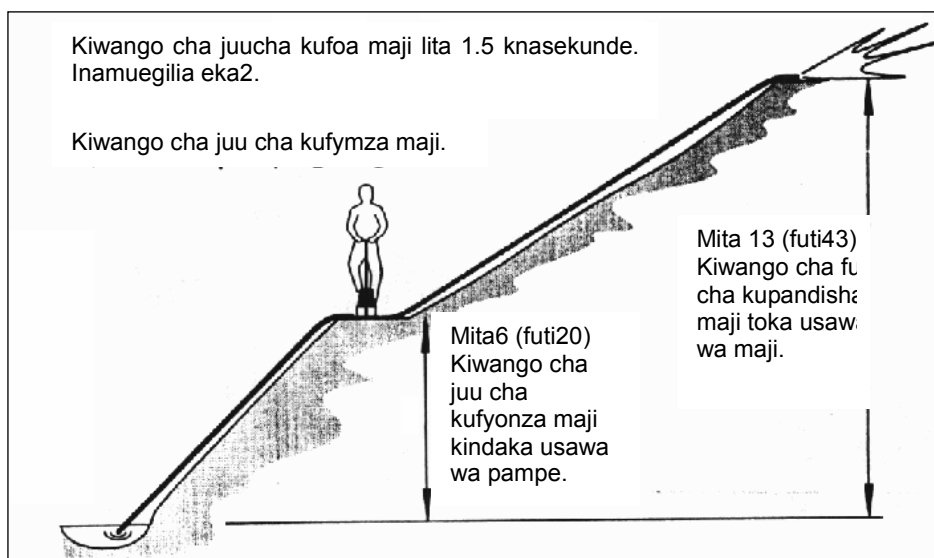 Kiwango cha juucha kufoa maji lita 1.5 knasekunde.
Inamuegilia eka2.
Kiwango cha juu cha kufymza maji.
Mita 13 (futi43)
Kiwango cha fu
cha kupandisha
maji toka usawa
wa maji.
Mita6 (futi20)
Kiwango cha
juu cha
kufyonza maji
kindaka usawa
wa pampe.